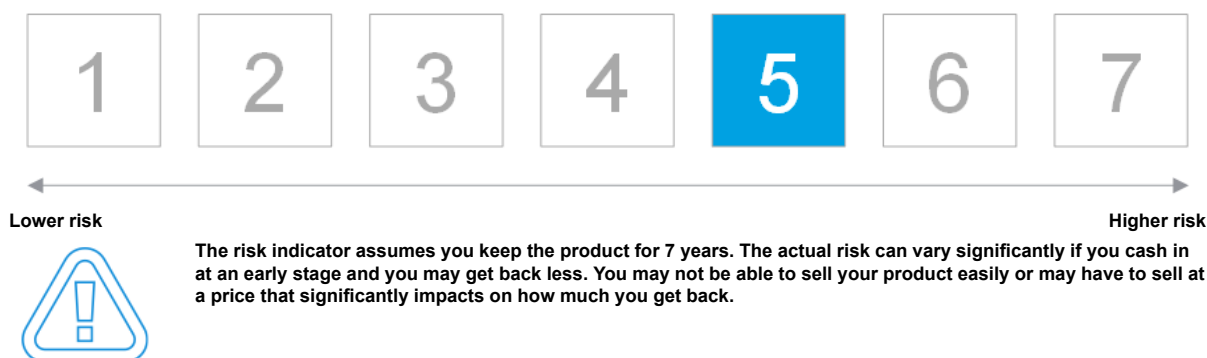 1 2 3 4 5 6 7
Lower risk Higher risk
The risk indicator assumes you keep the product for 7 years. The actual risk can vary significantly if you cash in
at an early stage and you may get back less. You may not be able to sell your product easily or may have to sell at
a price that significantly impacts on how much you get back.